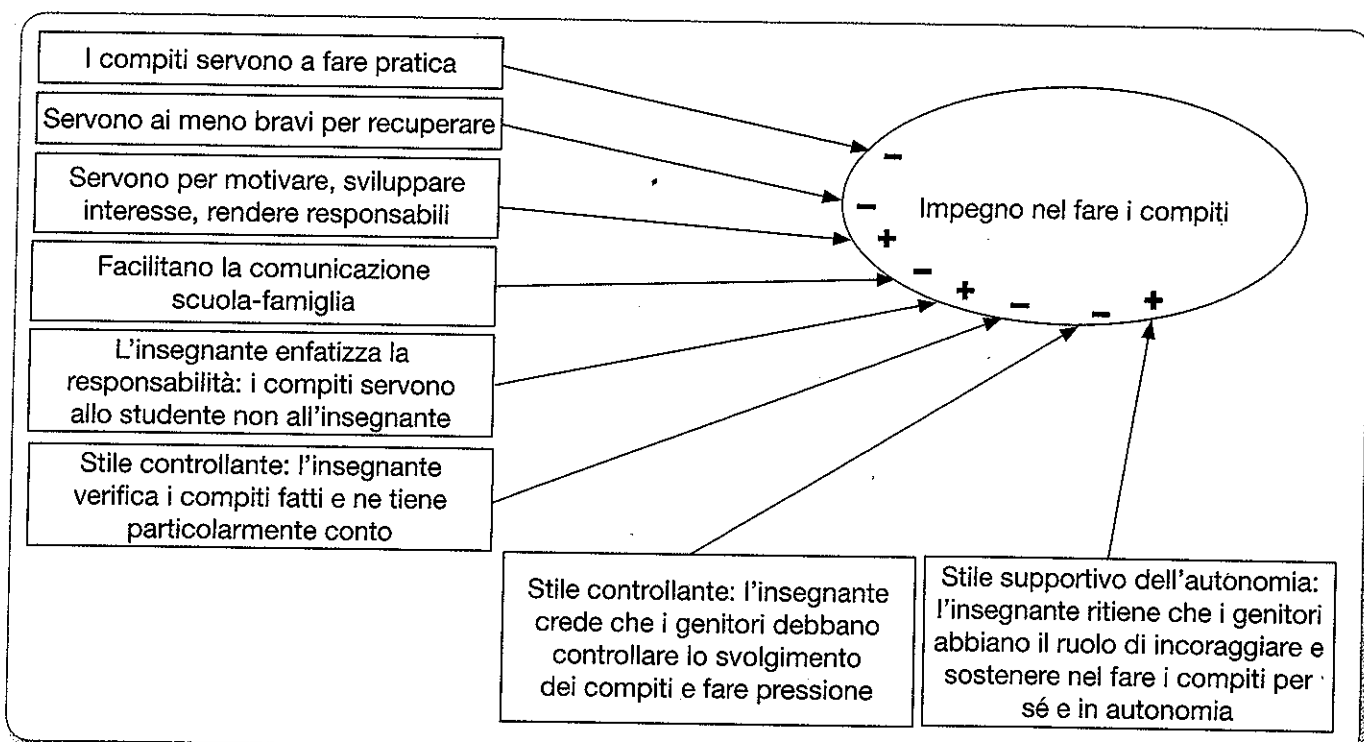 I compiti servono a fare pratica
Servono ai meno bravi per recuperare
Servono per motivare, sviluppare
interesse, rendere responsabili
Facilitano la comunicazione
scuola-famiglia
L'insegnante enfatizza la
responsabilità: i compiti servono
allo studente non all'insegnante
Stile controllante: l'insegnante
verifica i compiti fatti e ne tiene
particolarmente conto
Stile controllante: l'insegnante
crede che i genitori debbano
controllare lo svolgimento
dei compiti e fare pressione
Stile supportivo dell'autonomia:
l'insegnante ritiene che i genitori
abbiano il ruolo di incoraggiare e
sostenere nel fare i compiti per
sé e in autonomia
Impegno nel fare i compiti
−
−
+
−
+
−
−
+